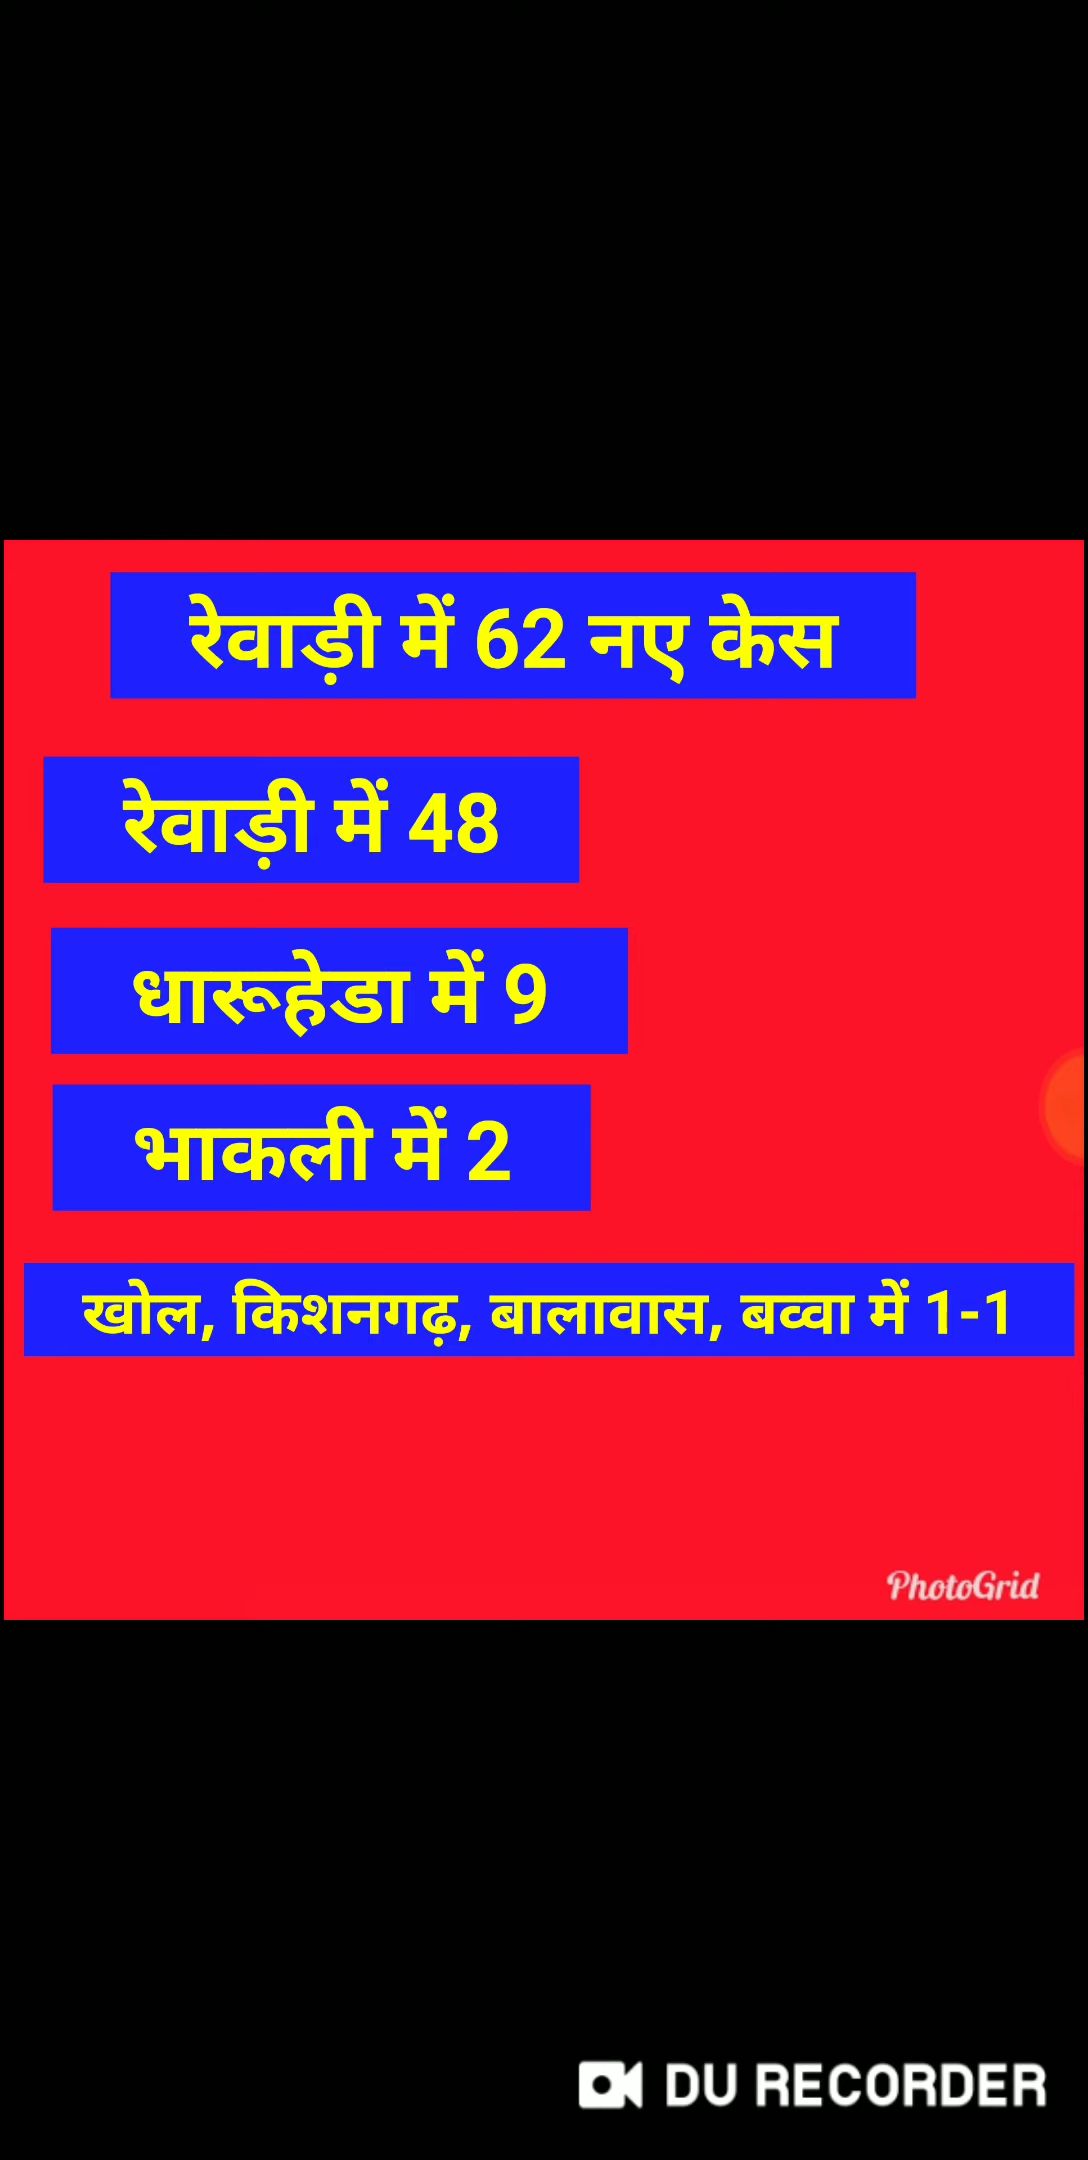 रेवाड़ी में 62 नए केस
रेवाड़ी में 48
धारूहेडा में 9
भाकली में 2
खोल, किशनगढ़, बालावास, बव्वा में 1-1
PhotoGrid
DU RECORDER